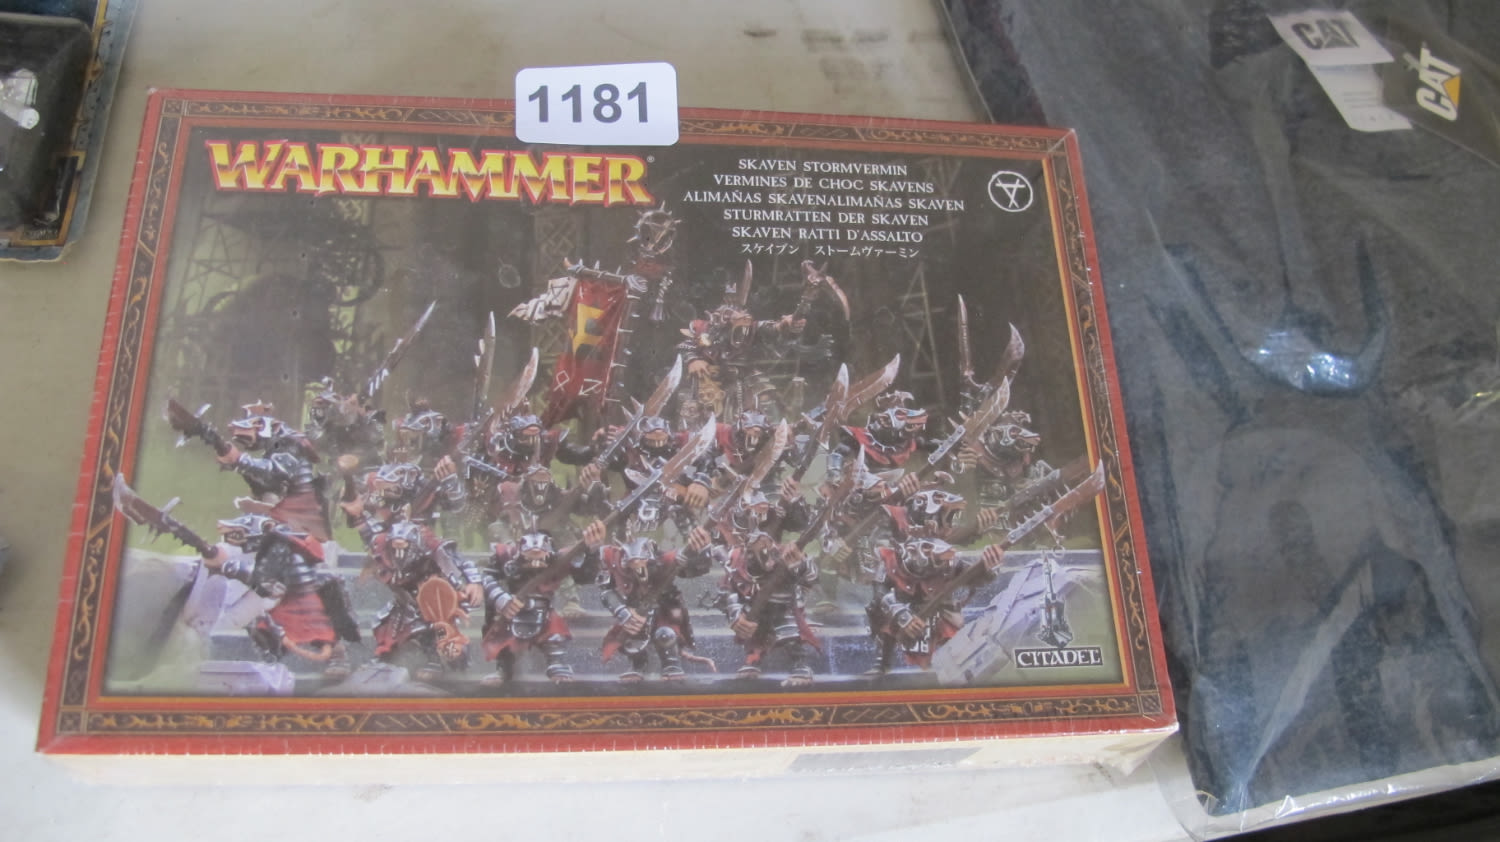 1181
WARHAMMER®
SKAVEN STORMVERMIN
VERMINES DE CHOC SKAVENS
ALIMAÑAS SKAVENALIMAÑAS SKAVEN
STURMRATTEN DER SKAVEN
SKAVEN RATTI D'ASSALTO
スケイブン ストームヴァーミン
CITADEL
CAT
CAT